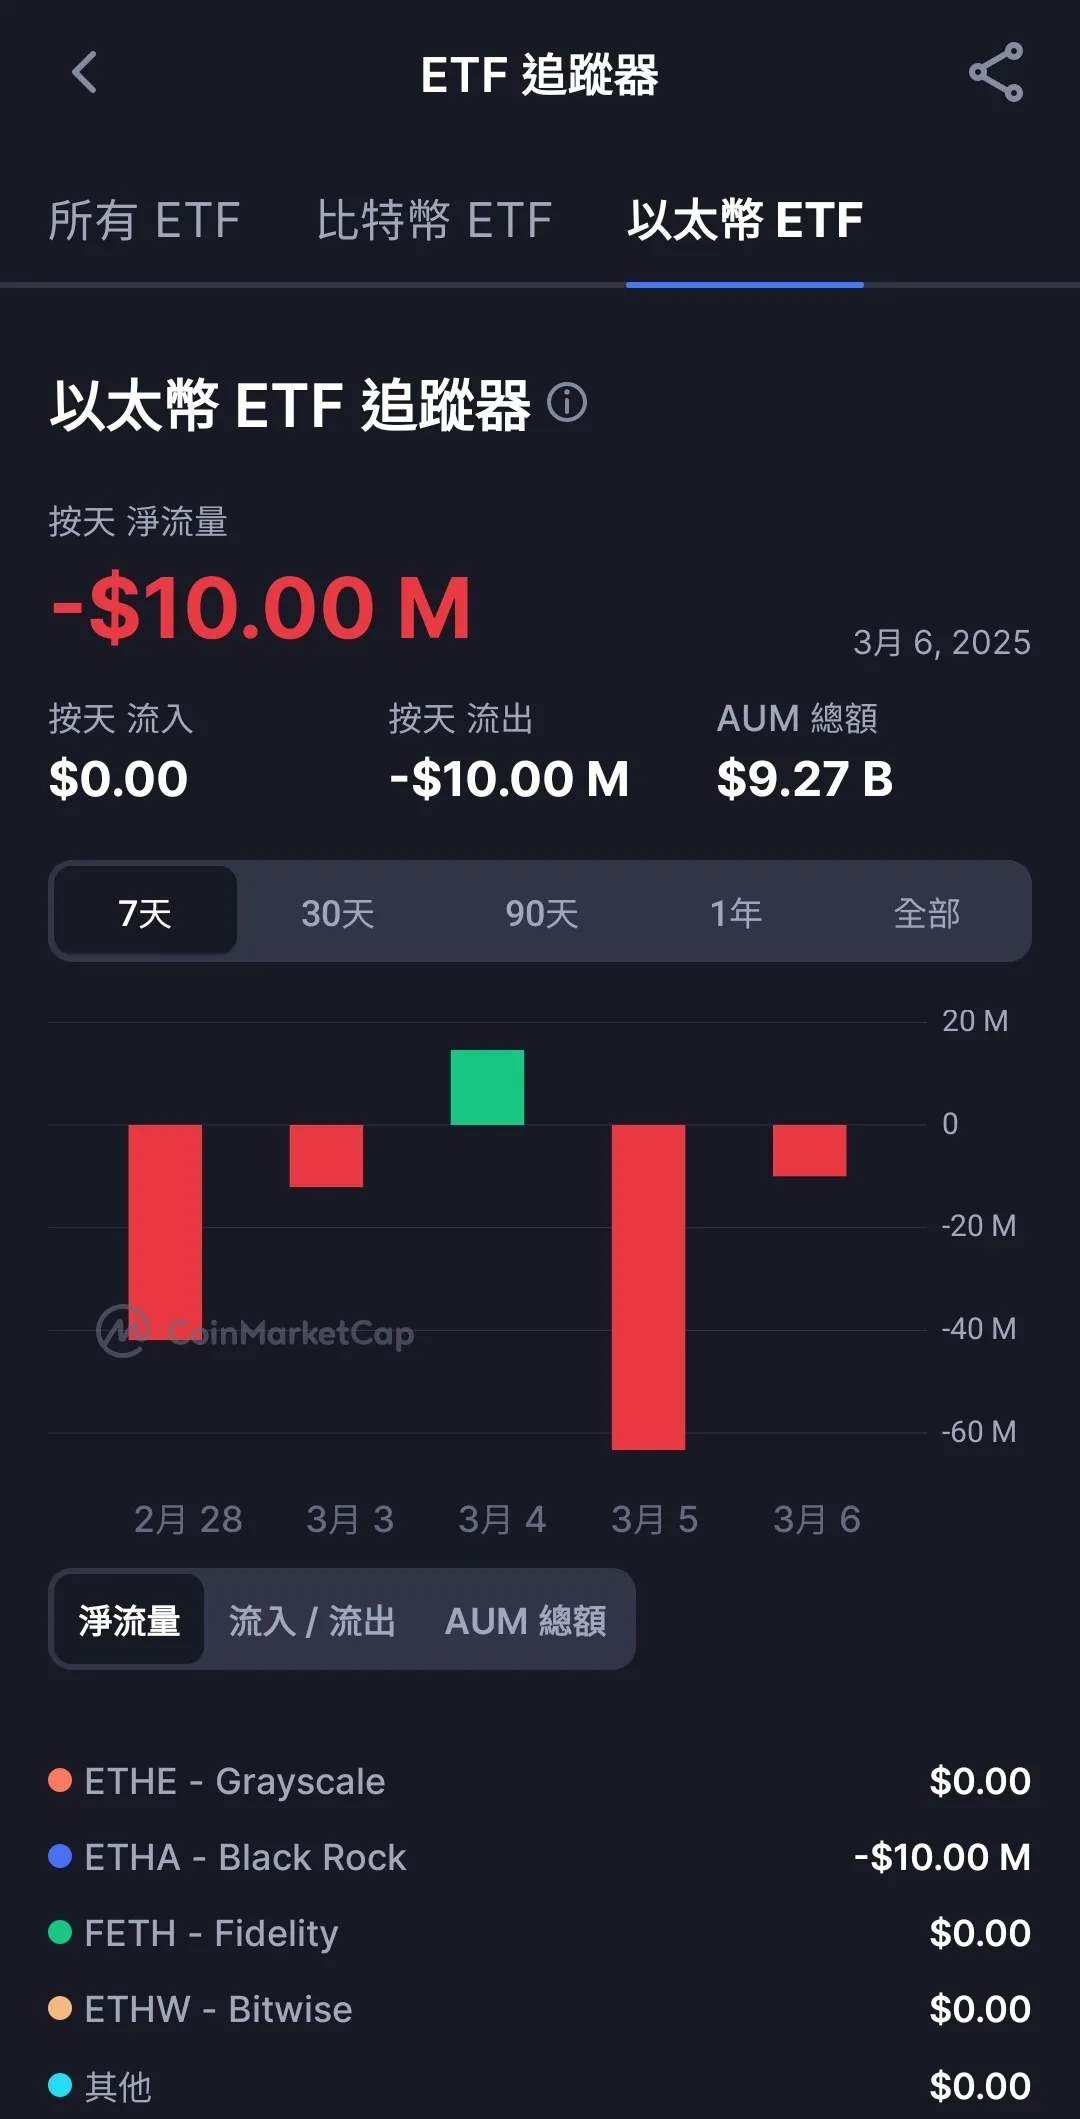 ETF 追蹤器
所有 ETF 比特幣 ETF 以太幣 ETF
以太幣 ETF 追蹤器
按天 淨流量
-$10.00 M
3月 6, 2025
按天 流入 按天 流出 AUM 總額
$0.00 -$10.00 M $9.27 B
7天 30天 90天 1年 全部
20 M
0
-20 M
-40 M
CoinMarketCap
-60 M
2月 28 3月 3 3月 4 3月 5 3月 6
淨流量 流入 / 流出 AUM 總額
ETHE - Grayscale $0.00
ETHA - Black Rock -$10.00 M
FETH - Fidelity $0.00
ETHW - Bitwise $0.00
其他 $0.00